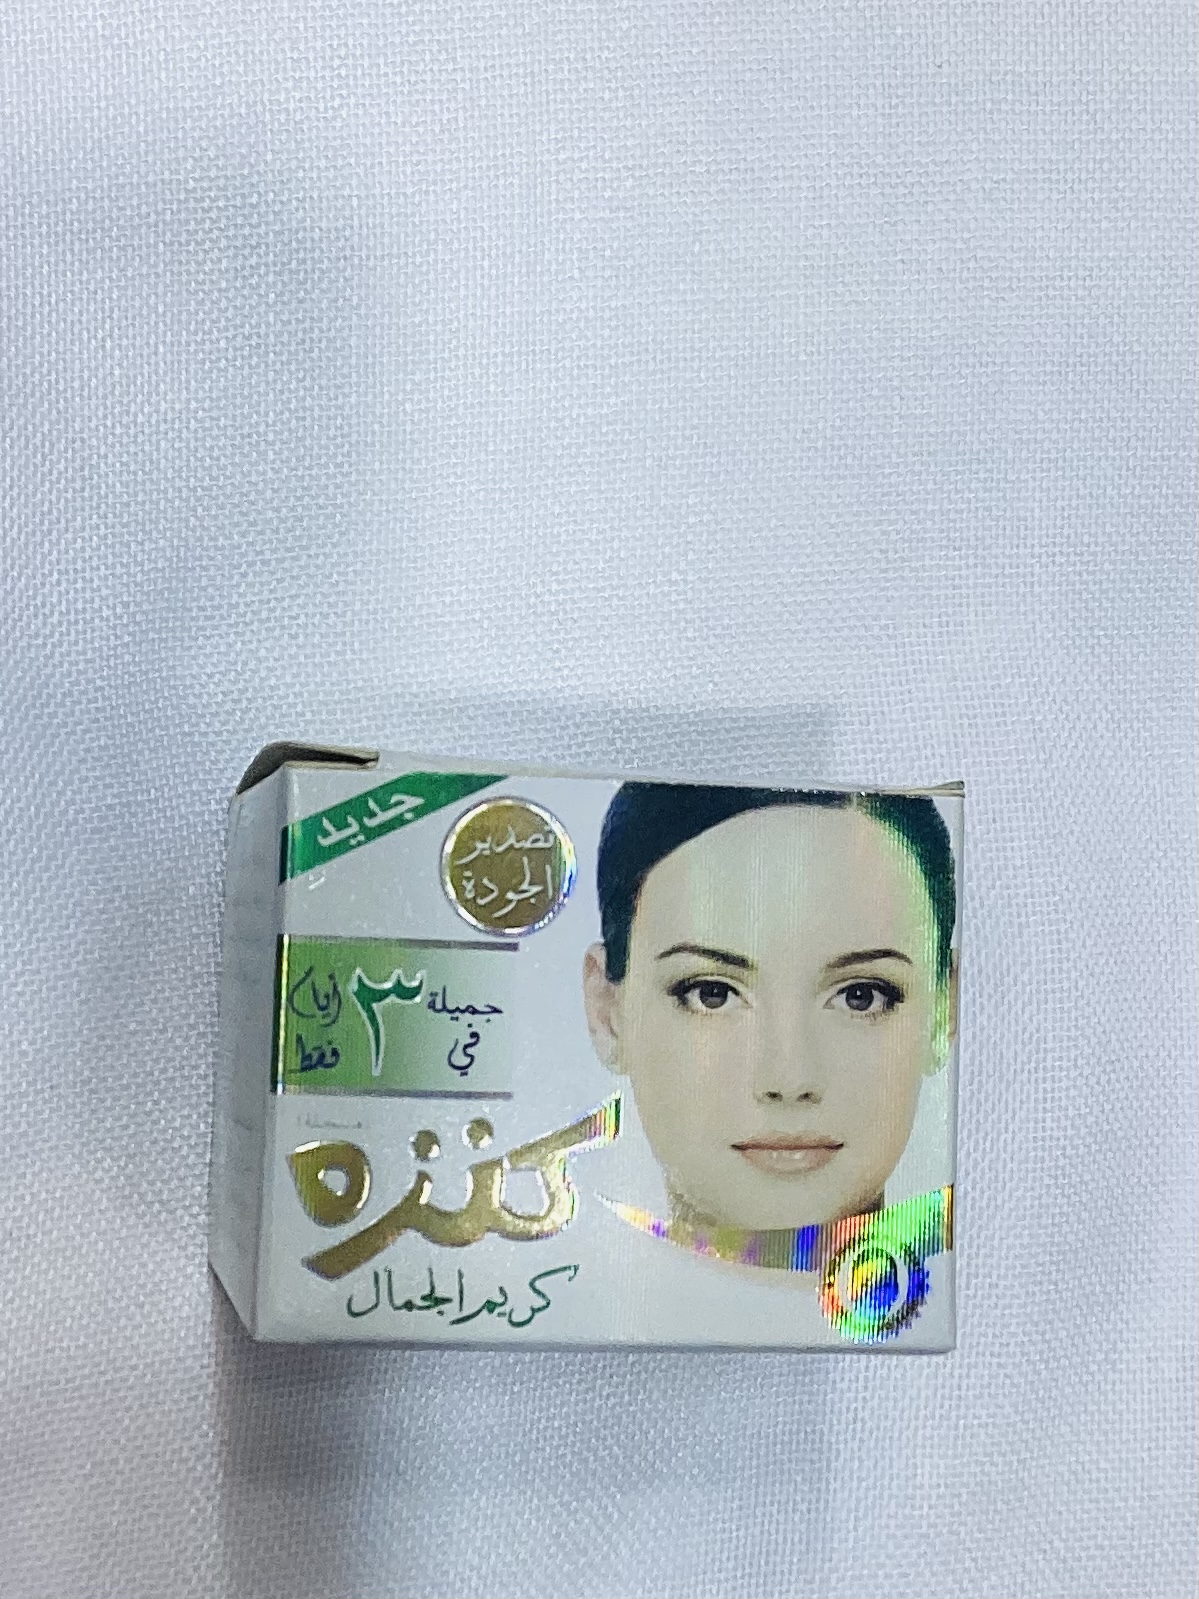 جديد
تصدير
الجودة
جميلة ٣ أيام
في فقط
كنزه
كريم الجمال